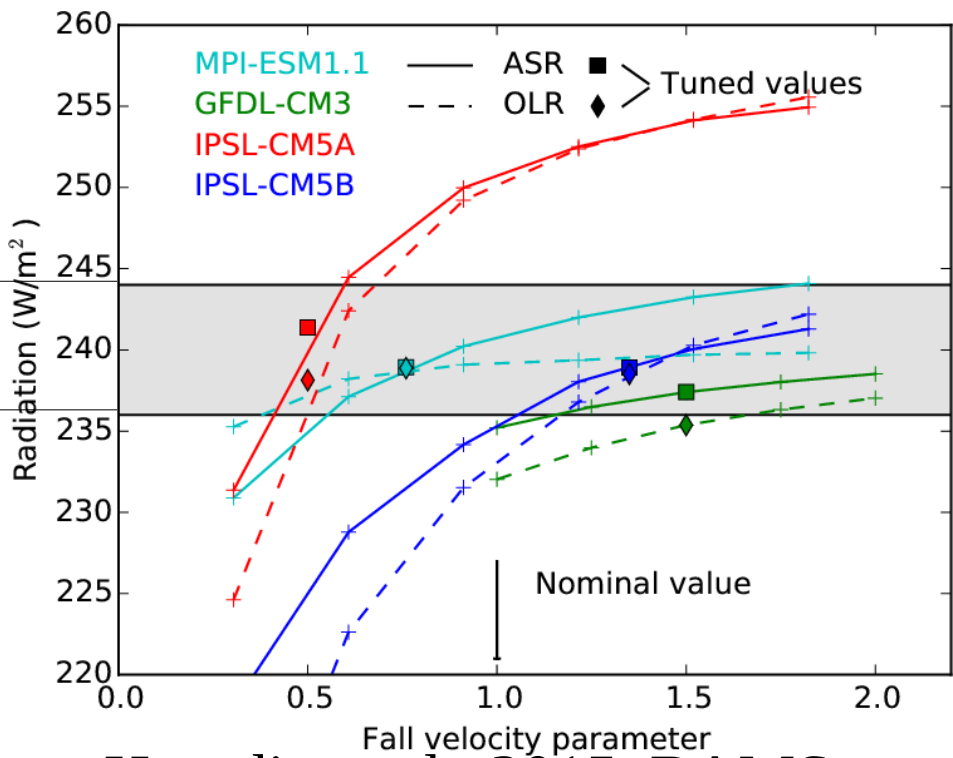 260
255
250
245
240
235
230
225
220
Radiation (W/m²)
MPI-ESM1.1
GFDL-CM3
IPSL-CM5A
IPSL-CM5B
ASR
OLR
Tuned values
Nominal value
0.0 0.5 1.0 1.5 2.0
Fall velocity parameter